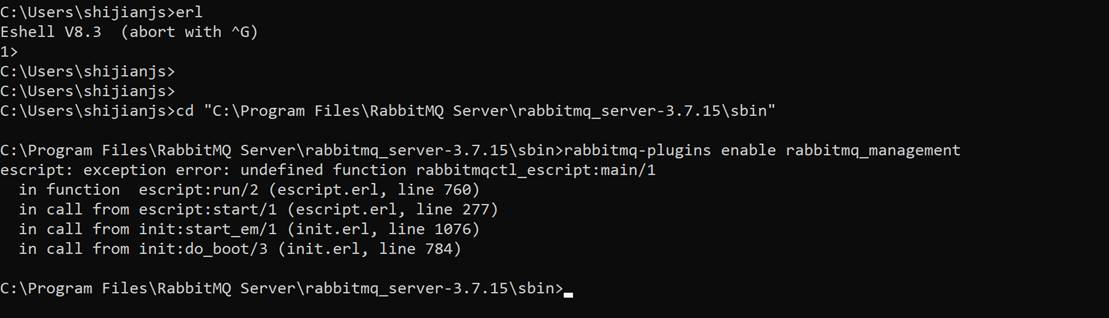 C:\Users\shijianjs>erl
Eshell V8.3  (abort with ^G)
1>
C:\Users\shijianjs>
C:\Users\shijianjs>
C:\Users\shijianjs>cd "C:\Program Files\RabbitMQ Server\rabbitmq_server-3.7.15\sbin"
C:\Program Files\RabbitMQ Server\rabbitmq_server-3.7.15\sbin>rabbitmq-plugins enable rabbitmq_management
escript: exception error: undefined function rabbitmqctl_escript:main/1
  in function  escript:run/2 (escript.erl, line 760)
  in call from escript:start/1 (escript.erl, line 277)
  in call from init:start_em/1 (init.erl, line 1076)
  in call from init:do_boot/3 (init.erl, line 784)
C:\Program Files\RabbitMQ Server\rabbitmq_server-3.7.15\sbin>